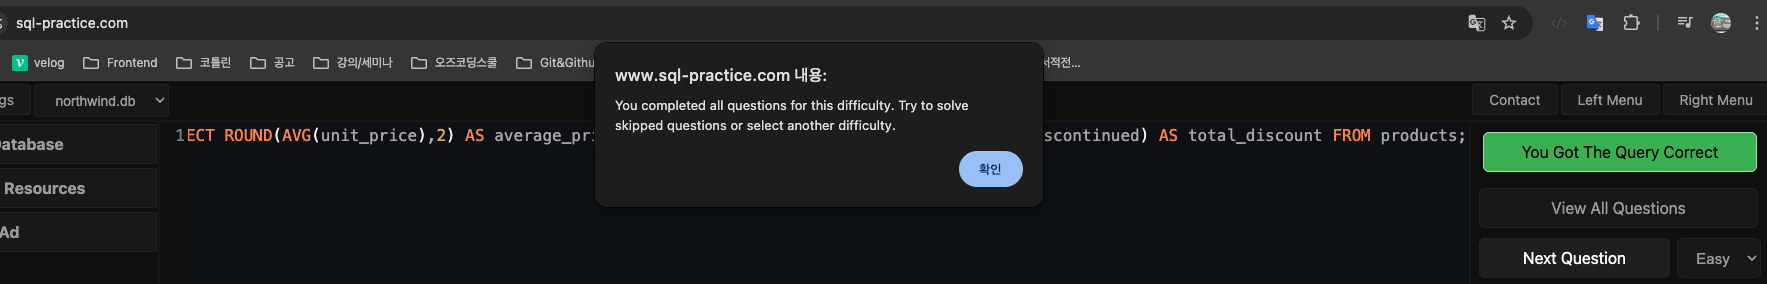 sql-practice.com
velog Frontend 코틀린 공고 강의/세미나 오즈코딩스쿨 Git&Githu 서적전...
www.sql-practice.com 내용:
You completed all questions for this difficulty. Try to solve
skipped questions or select another difficulty.
확인
gs northwind.db Contact Left Menu Right Menu
atabase
Resources
Ad
1 ECT ROUND(AVG(unit_price),2) AS average_pri scontinued) AS total_discount FROM products;
You Got The Query Correct
View All Questions
Next Question Easy